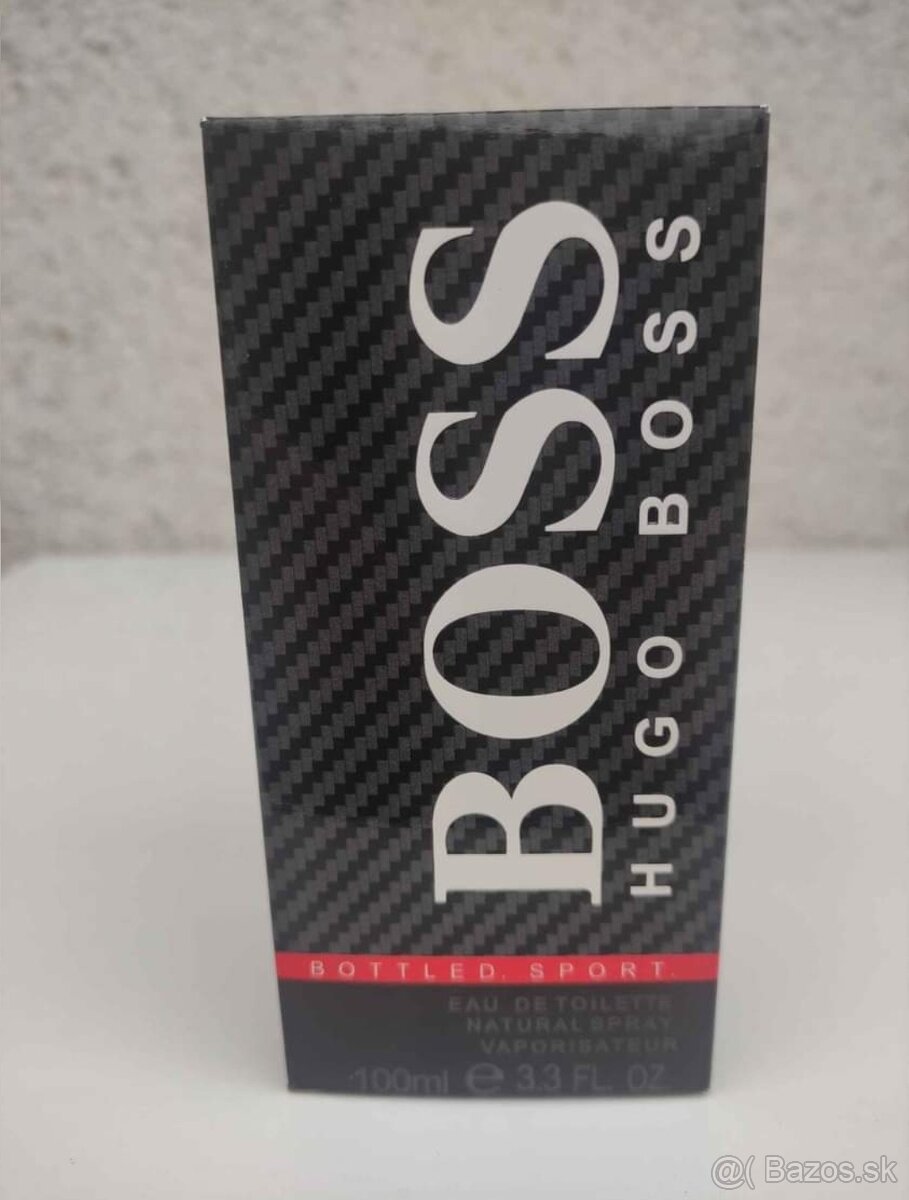 BOSS
HUGO BOSS
BOTTLED. SPORT.
EAU DE TOILETTE
NATURAL SPRAY
VAPORISATEUR
100ml e 3.3 FL. OZ
@( Bazos.sk